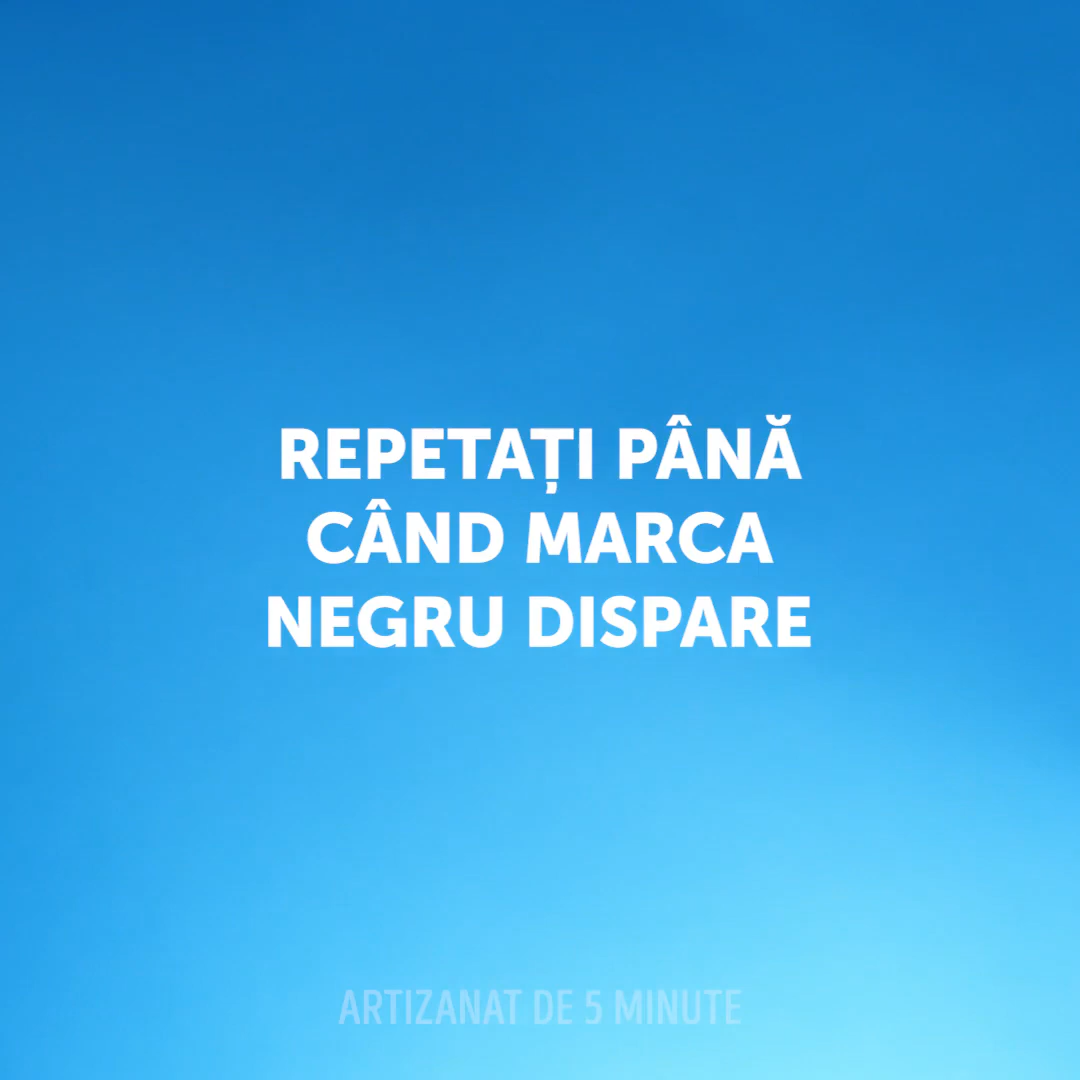 REPETAȚI PÂNĂ
CÂND MARCA
NEGRU DISPARE
ARTIZANAT DE 5 MINUTE